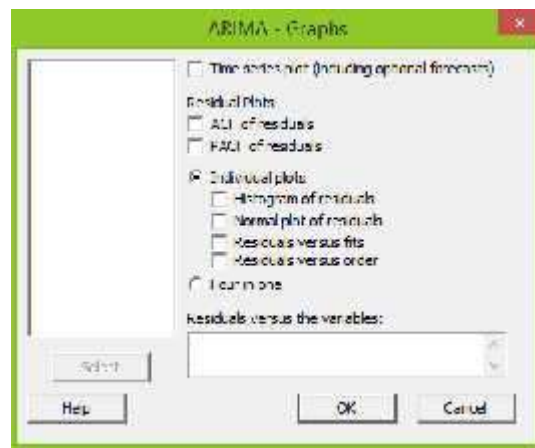 ARIMA - Graphs
Time series plot (including optional forecasts)
Residual Plots
ACF of residuals
PACF of residuals
Individual plots
Histogram of residuals
Normal plot of residuals
Residuals versus fits
Residuals versus order
Four in one
Residuals versus the variables:
Select
Help OK Cancel